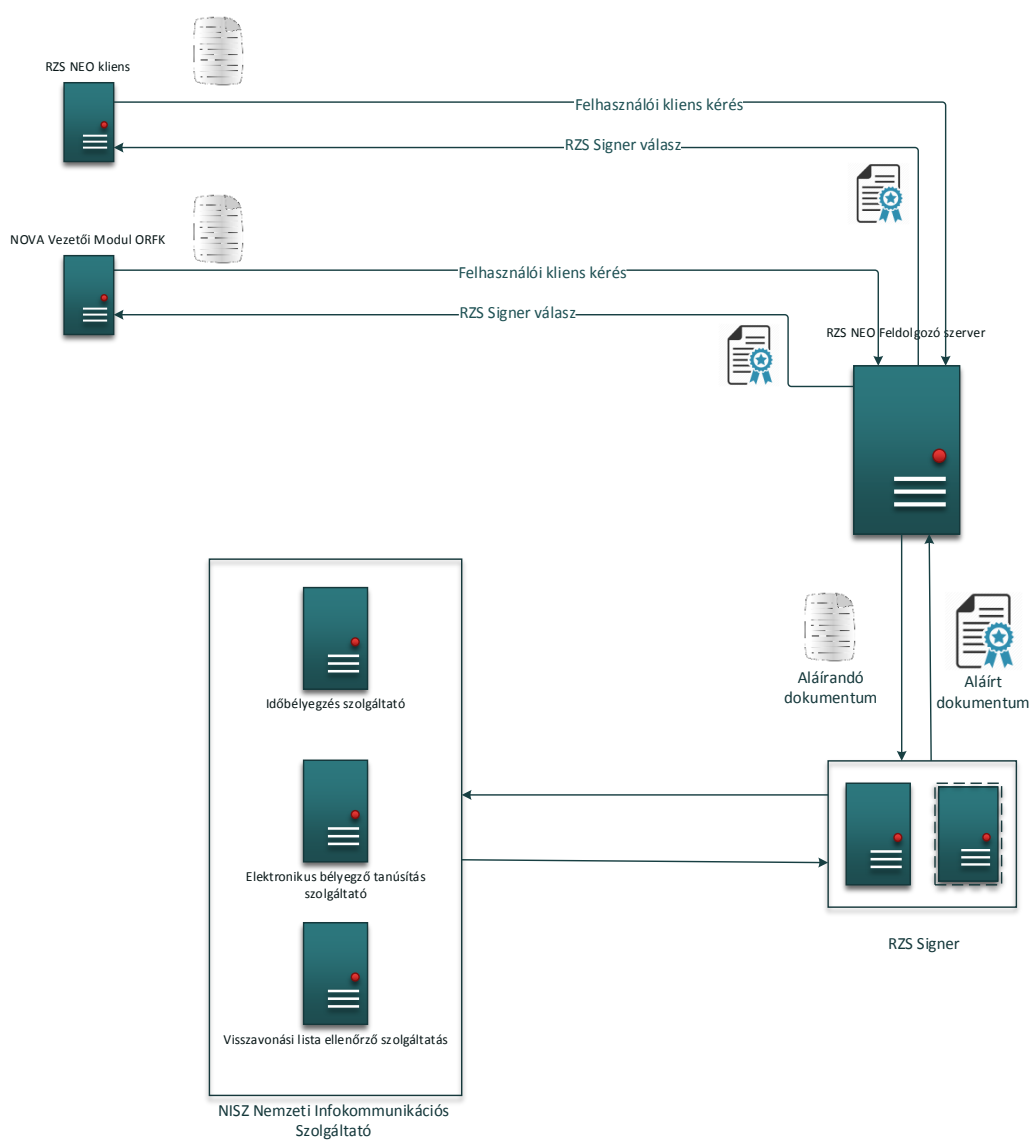 RZS NEO kliens
Felhasználói kliens kérés
RZS Signer válasz
NOVA Vezetői Modul ORFK
Felhasználói kliens kérés
RZS Signer válasz
RZS NEO Feldolgozó szerver
Aláírandó
dokumentum
Aláírt
dokumentum
Időbélyegzés szolgáltató
Elektronikus bélyegző tanúsítás
szolgáltató
RZS Signer
Visszavonási lista ellenőrző szolgáltatás
NISZ Nemzeti Infokommunikációs
Szolgáltató